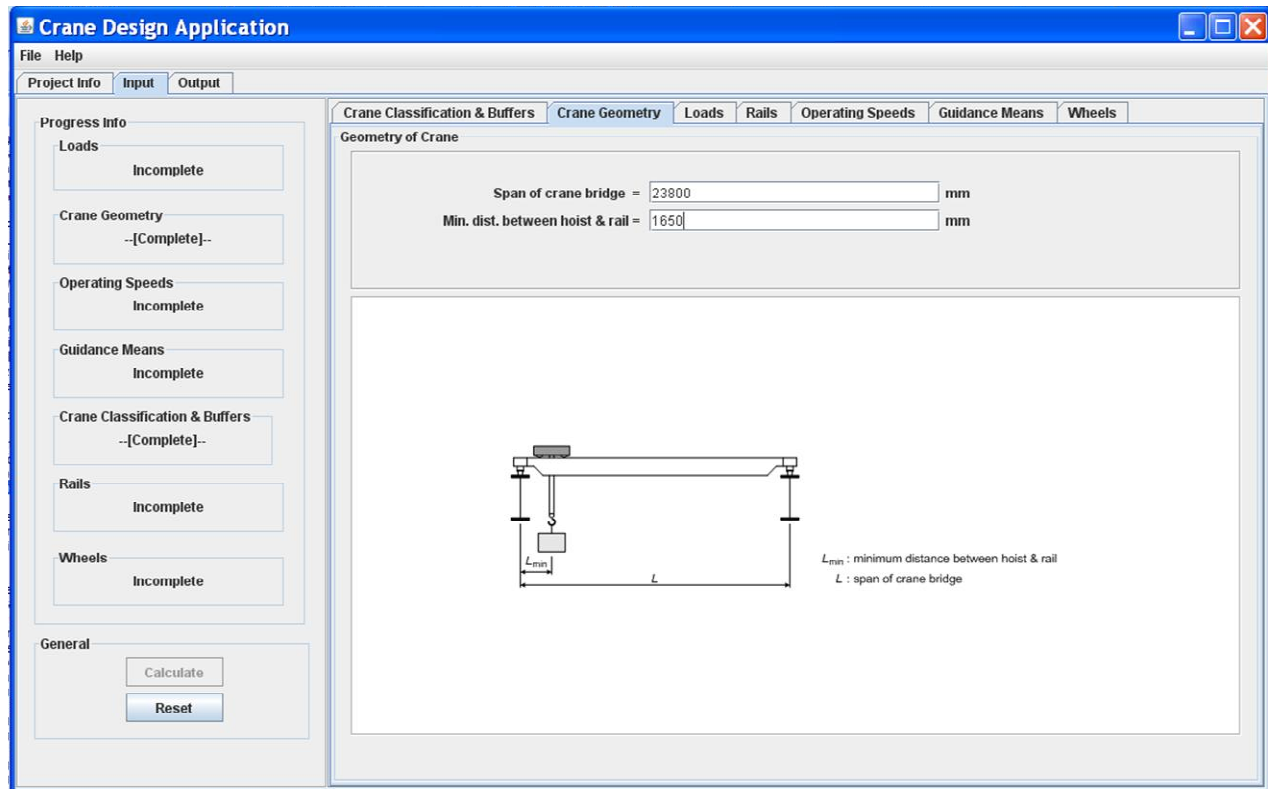 Crane Design Application
File Help
Project Info Input Output
Progress Info
Loads
Incomplete
Crane Geometry
--[Complete]--
Operating Speeds
Incomplete
Guidance Means
Incomplete
Crane Classification & Buffers
--[Complete]--
Rails
Incomplete
Wheels
Incomplete
General
Calculate
Reset
Crane Classification & Buffers Crane Geometry Loads Rails Operating Speeds Guidance Means Wheels
Geometry of Crane
Span of crane bridge = 23800 mm
Min. dist. between hoist & rail = 1650 mm
Lmin
L
Lmin : minimum distance between hoist & rail
L : span of crane bridge